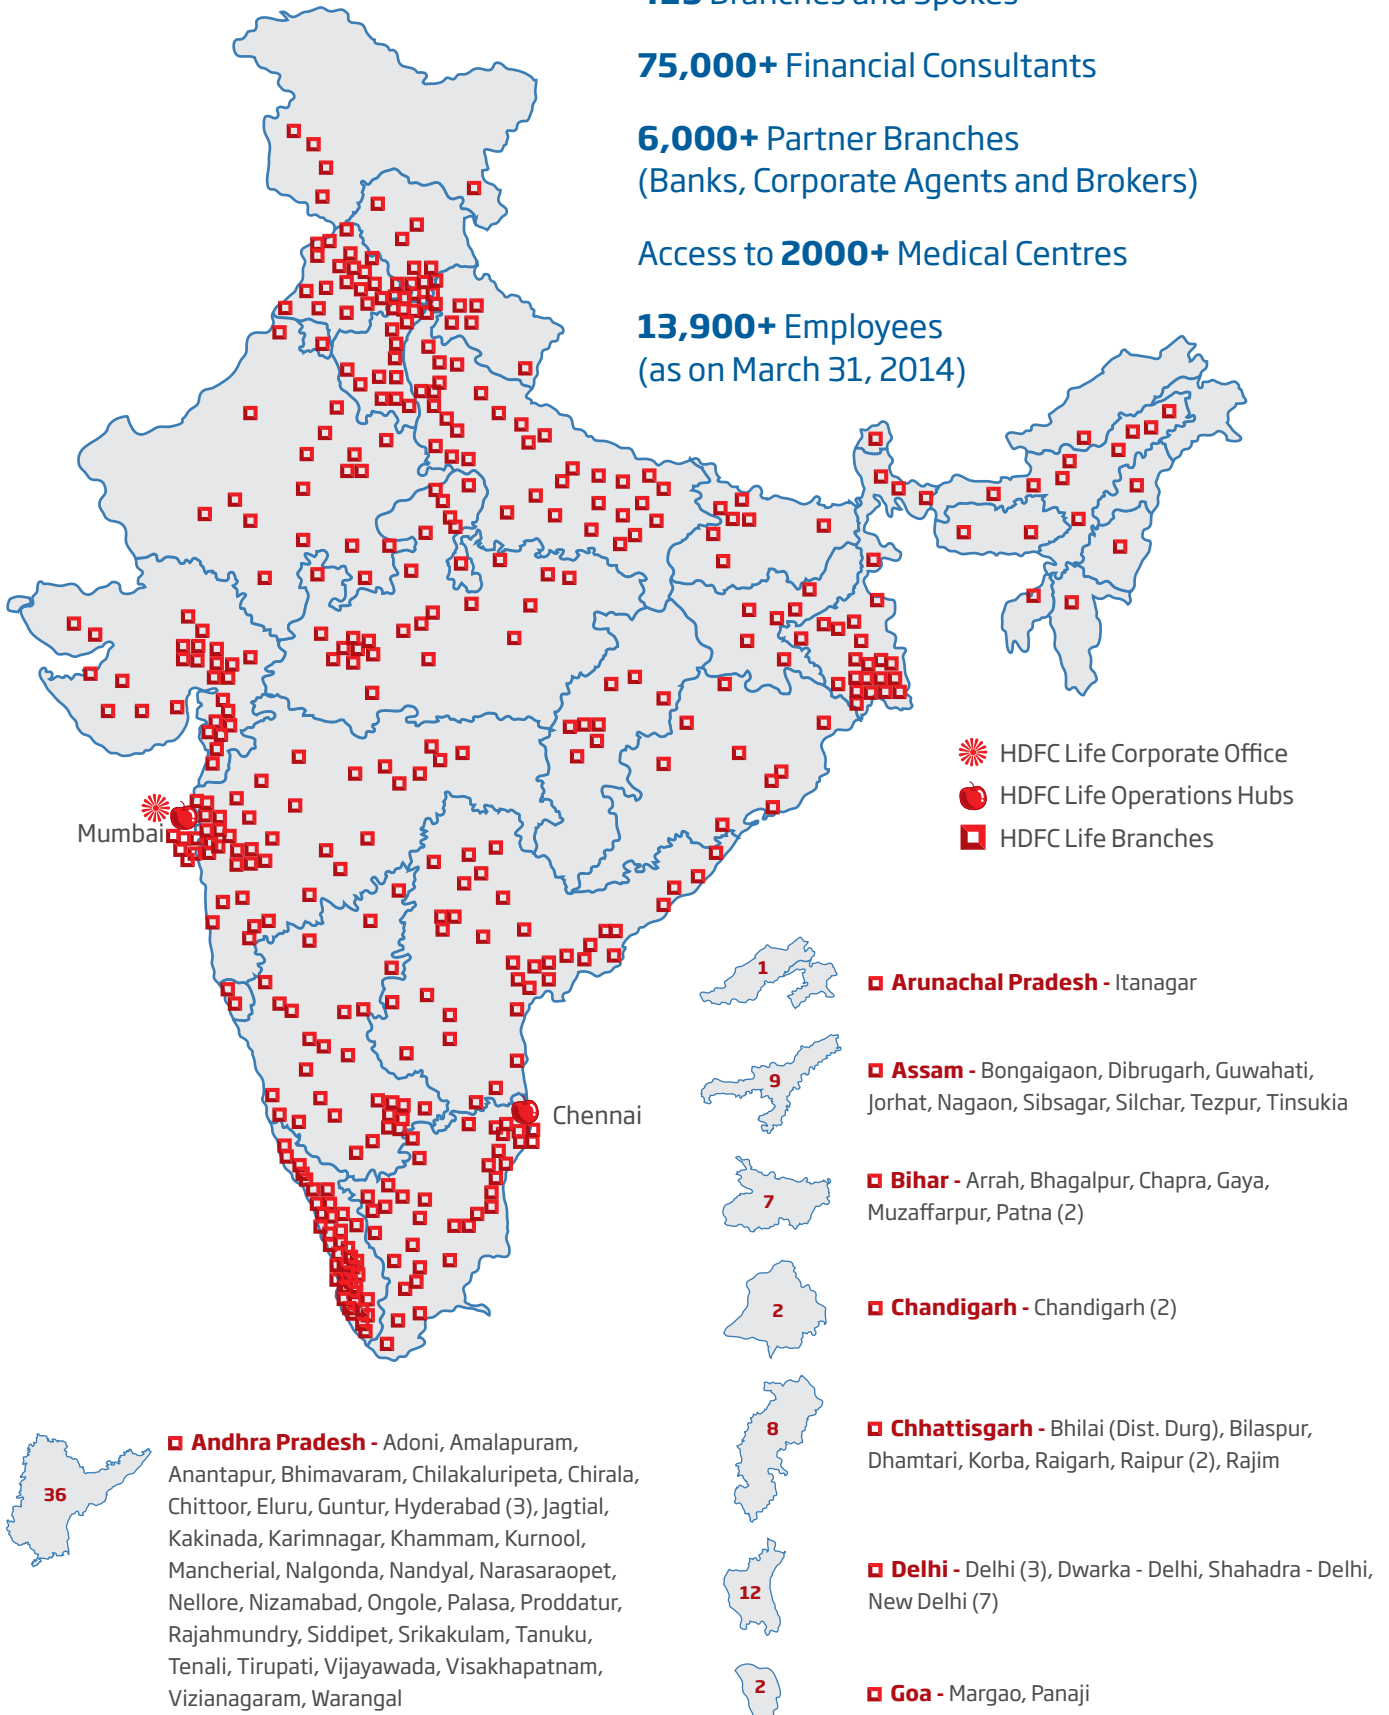 Branches and Spokes
75,000+ Financial Consultants
6,000+ Partner Branches
(Banks, Corporate Agents and Brokers)
Access to 2000+ Medical Centres
13,900+ Employees
(as on March 31, 2014)
HDFC Life Corporate Office
HDFC Life Operations Hubs
HDFC Life Branches
Mumbai
Chennai
1
Arunachal Pradesh - Itanagar
9
Assam - Bongaigaon, Dibrugarh, Guwahati,
Jorhat, Nagaon, Sibsagar, Silchar, Tezpur, Tinsukia
7
Bihar - Arrah, Bhagalpur, Chapra, Gaya,
Muzaffarpur, Patna (2)
2
Chandigarh - Chandigarh (2)
8
Chhattisgarh - Bhilai (Dist. Durg), Bilaspur,
Dhamtari, Korba, Raigarh, Raipur (2), Rajim
12
Delhi - Delhi (3), Dwarka - Delhi, Shahadra - Delhi,
New Delhi (7)
2
Goa - Margao, Panaji
36
Andhra Pradesh - Adoni, Amalapuram,
Anantapur, Bhimavaram, Chilakaluripeta, Chirala,
Chittoor, Eluru, Guntur, Hyderabad (3), Jagtial,
Kakinada, Karimnagar, Khammam, Kurnool,
Mancherial, Nalgonda, Nandyal, Narasaraopet,
Nellore, Nizamabad, Ongole, Palasa, Proddatur,
Rajahmundry, Siddipet, Srikakulam, Tanuku,
Tenali, Tirupati, Vijayawada, Visakhapatnam,
Vizianagaram, Warangal